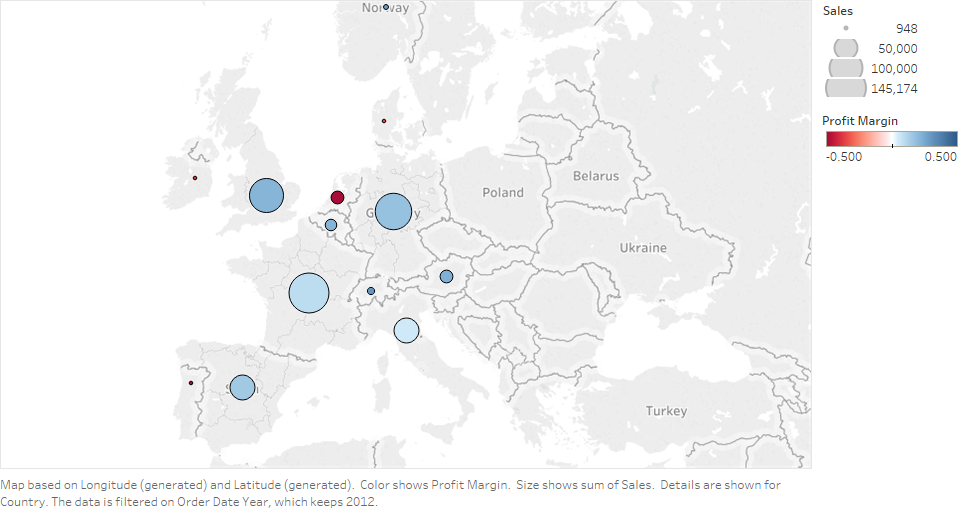 Norway
Sales
948
50,000
100,000
145,174
Profit Margin
-0.500 0.500
Belarus
Poland
Ukraine
Turkey
Map based on Longitude (generated) and Latitude (generated). Color shows Profit Margin. Size shows sum of Sales. Details are shown for
Country. The data is filtered on Order Date Year, which keeps 2012.